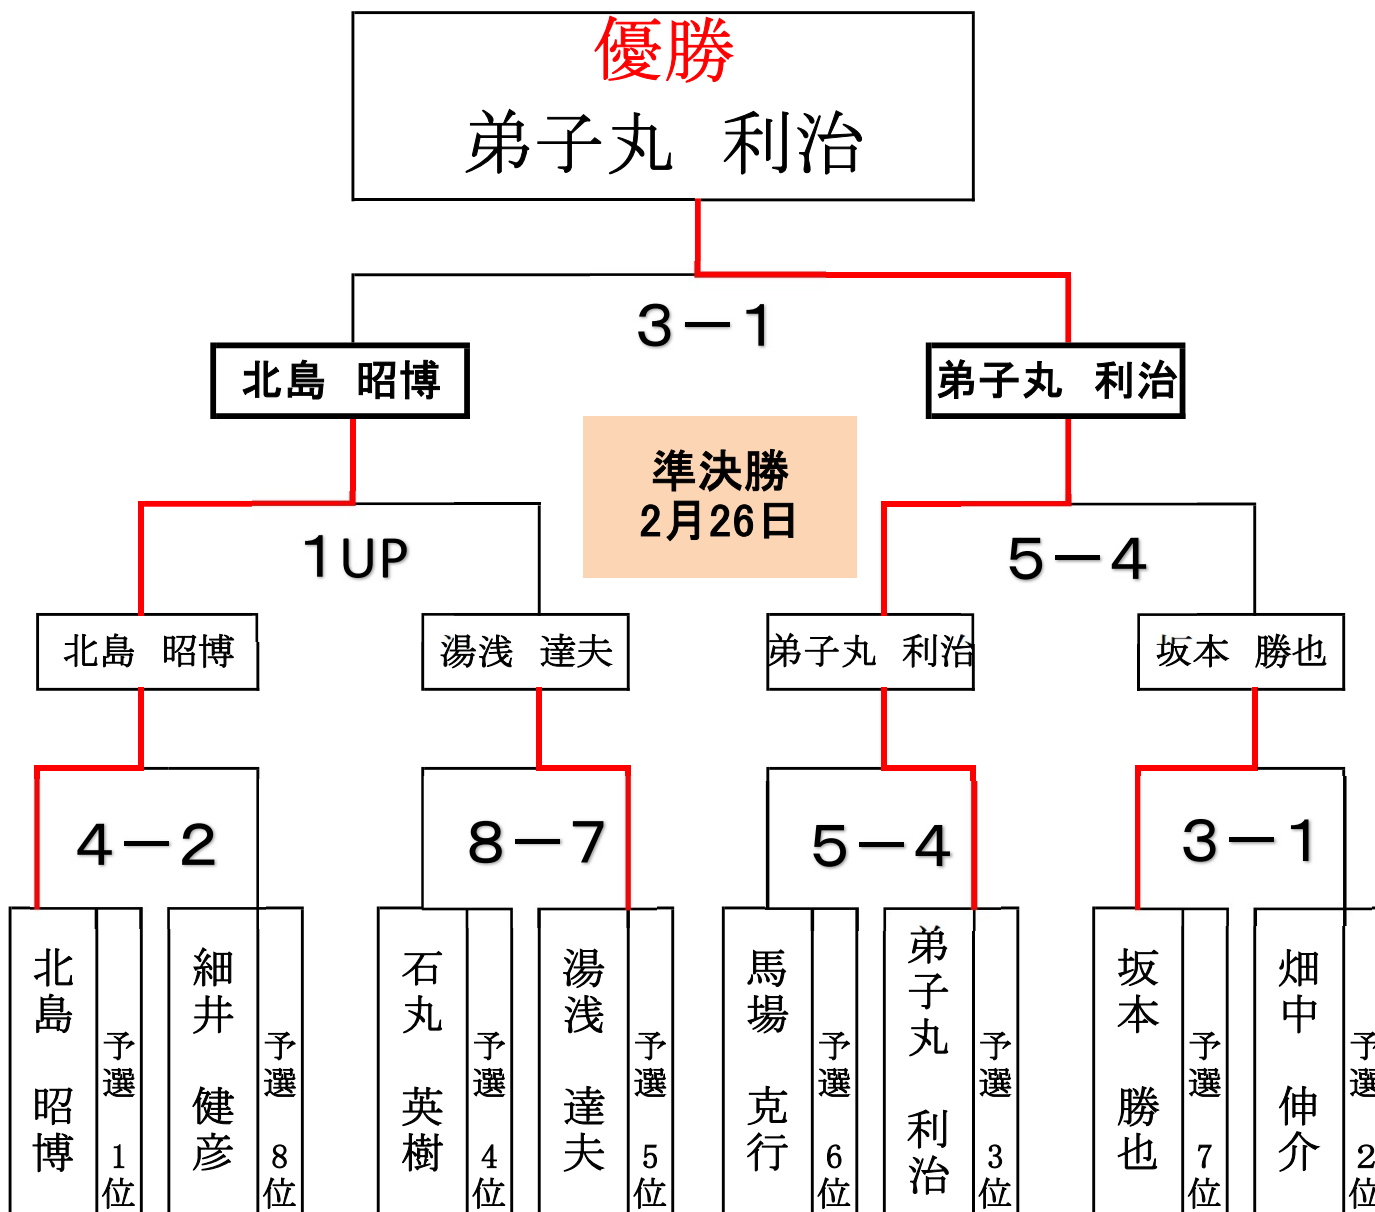 優勝
弟子丸　利治
3－1
北島　昭博
弟子丸　利治
準決勝
2月26日
1UP
5－4
北島　昭博
湯浅　達夫
弟子丸　利治
坂本　勝也
4－2
8－7
5－4
3－1
北島　昭博
予選　1位
細井　健彦
予選　8位
石丸　英樹
予選　4位
湯浅　達夫
予選　5位
馬場　克行
予選　6位
弟子丸　利治
予選　3位
坂本　勝也
予選　7位
畑中　伸介
予選　2位